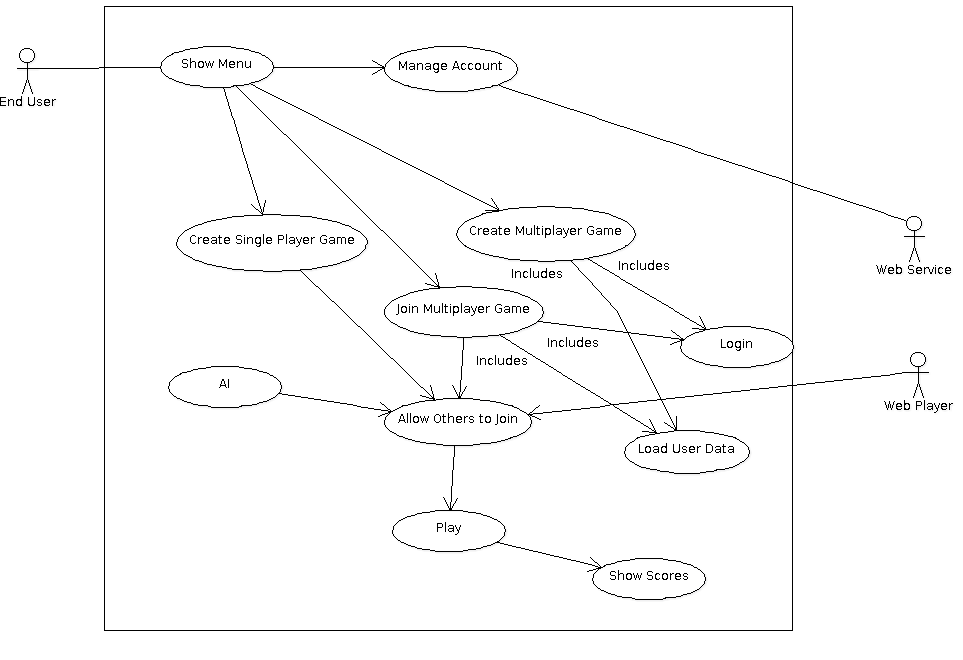 Show Menu
Manage Account
End User
Create Single Player Game
Create Multiplayer Game
Includes
Includes
Web Service
Join Multiplayer Game
Includes
Login
Includes
AI
Allow Others to Join
Web Player
Load User Data
Play
Show Scores